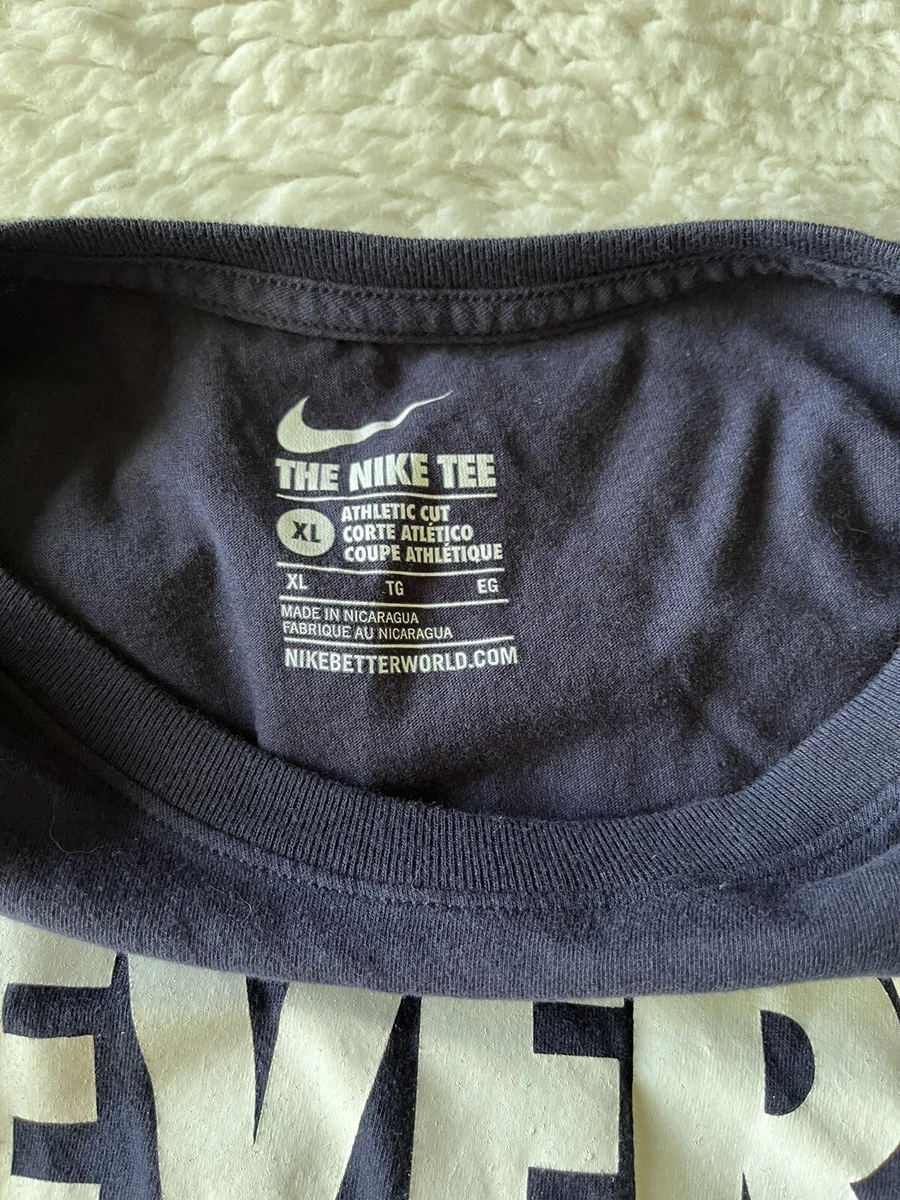 THE NIKE TEE
XL
ATHLETIC CUT
CORTE ATLÉTICO
COUPE ATHLÉTIQUE
XL TG EG
MADE IN NICARAGUA
FABRIQUE AU NICARAGUA
NIKEBETTERWORLD.COM
EVER